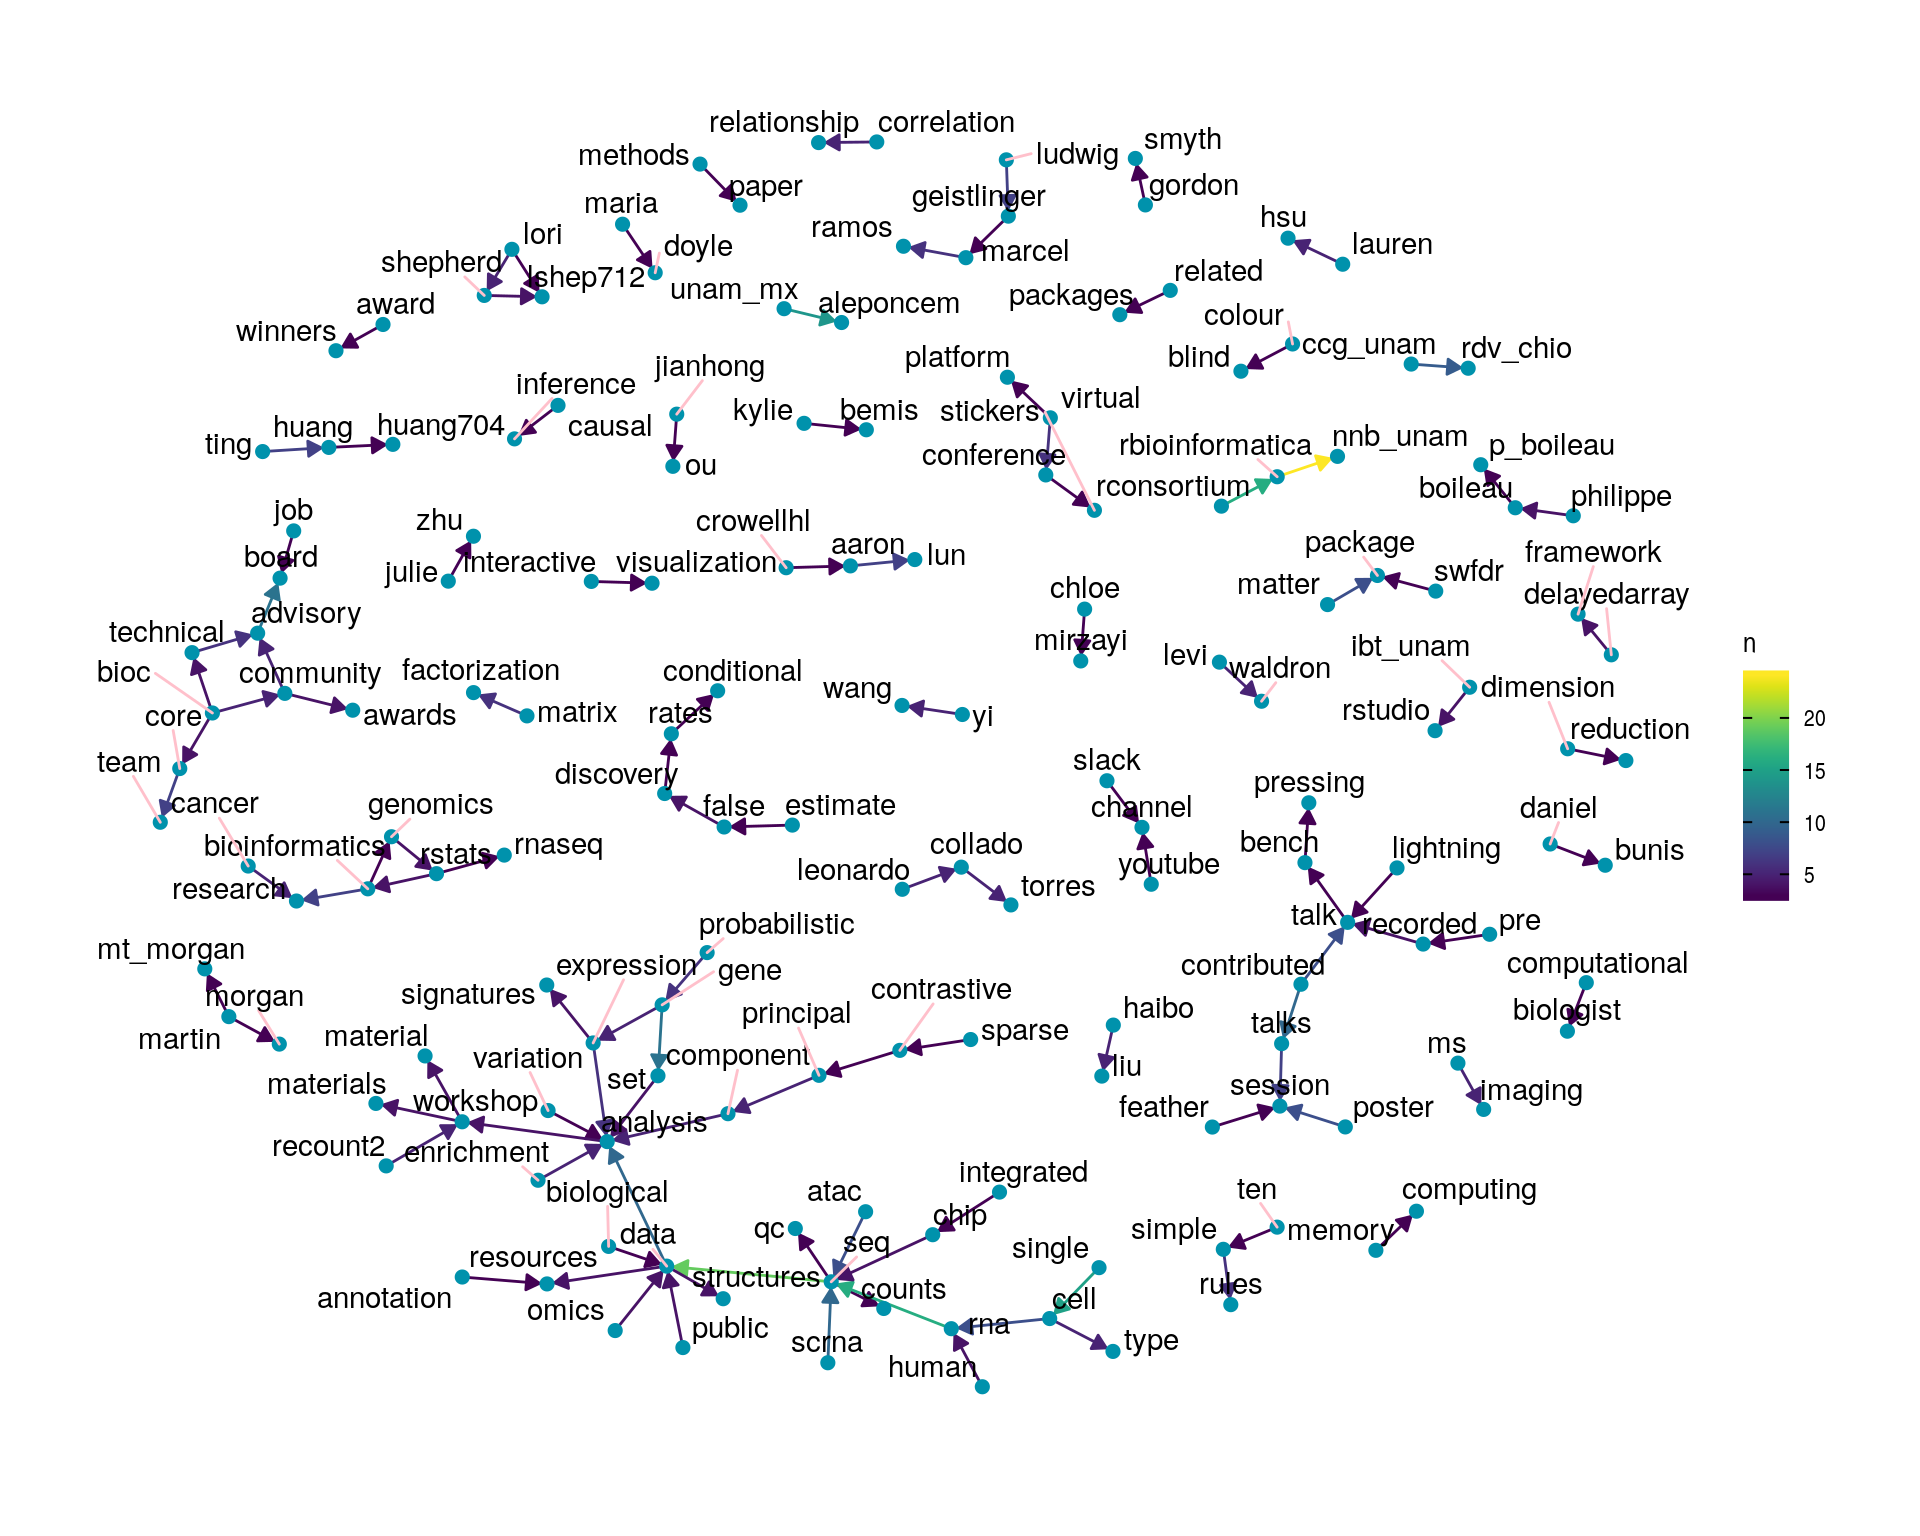 relationship
correlation
smyth
methods
ludwig
paper
gordon
maria
geistlinger
hsu
ramos
lori
doyle
marcel
lauren
shepherd
lshep712
related
unam_mx
packages
award
aleponcem
colour
winners
ccg_unam
rdv_chio
platform
blind
jianhong
inference
virtual
kylie
bemis
stickers
causal
huang
huang704
nnb_unam
ting
rbioinformatica
p_boileau
conference
ou
rconsortium
boileau
philippe
job
zhu
crowellhl
board
aaron
lun
package
framework
interactive
visualization
julie
swfdr
matter
chloe
delayedarray
advisory
technical
mirzayi
ibt_unam
levi
waldron
bioc
community
factorization
conditional
wang
dimension
n
core
awards
matrix
rates
yi
rstudio
20
reduction
team
slack
discovery
pressing
15
cancer
genomics
false
estimate
channel
daniel
10
bioinformatics
rstats
rnaseq
collado
bench
lightning
bunis
leonardo
youtube
5
research
torres
talk
recorded
pre
probabilistic
mt_morgan
expression
gene
contributed
computational
signatures
contrastive
morgan
principal
haibo
biologist
martin
material
sparse
talks
variation
component
liu
ms
materials
set
session
imaging
workshop
feather
poster
analysis
recount2
enrichment
integrated
biological
atac
ten
computing
data
qc
chip
simple
memory
resources
seq
single
structures
counts
rules
annotation
omics
cell
public
scrna
rna
type
human